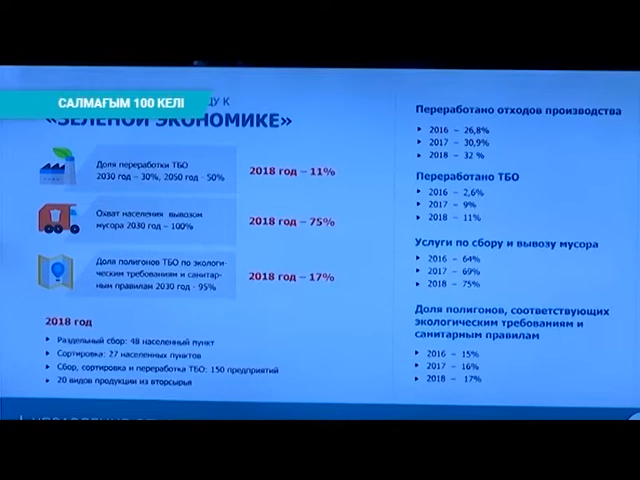 САЛМАҒЫМ 100 КЕЛІ
К
«ЗЕЛЕНОЙ ЭКОНОМИКЕ»
Доля переработки ТБО
2030 год – 30%, 2050 год - 50%
2018 год – 11%
Охват населения вывозом
мусора 2030 год – 100%
2018 год – 75%
Доля полигонов ТБО по экологи-
ческим требованиям и санитар-
ным правилам 2030 год - 95%
2018 год – 17%
2018 год
Раздельный сбор: 48 населенный пункт
Сортировка: 27 населенных пунктов
Сбор, сортировка и переработка ТБО: 150 предприятий
20 видов продукции из вторсырья
Переработано отходов производства
2016 – 26,8%
2017 – 30,9%
2018 – 32 %
Переработано ТБО
2016 – 2,6%
2017 – 9%
2018 – 11%
Услуги по сбору и вывозу мусора
2016 – 64%
2017 – 69%
2018 – 75%
Доля полигонов, соответствующих
экологическим требованиям и
санитарным правилам
2016 – 15%
2017 – 16%
2018 – 17%